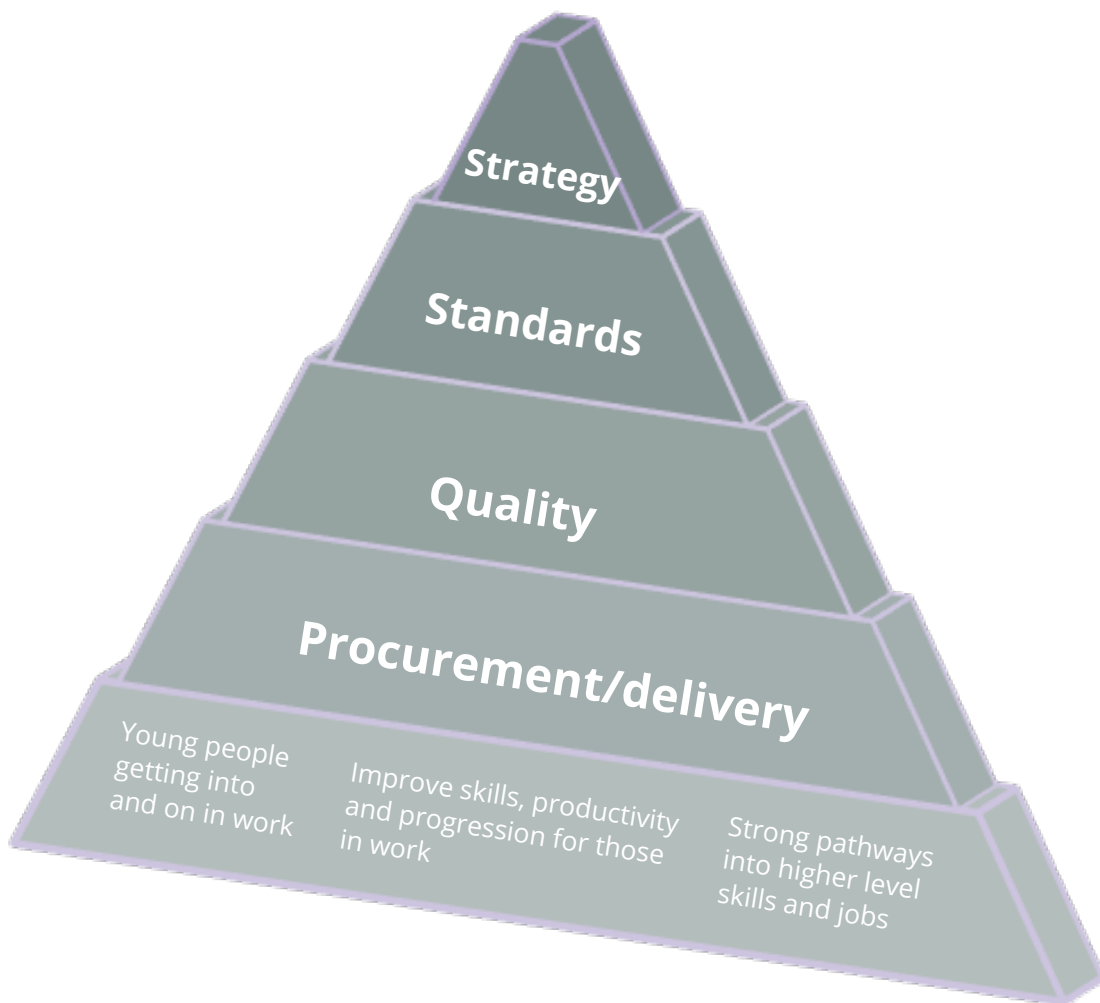 Strategy
Standards
Quality
Procurement/delivery
Young people
getting into
and on in work
Improve skills, productivity
and progression for those
in work
Strong pathways
into higher level
skills and jobs